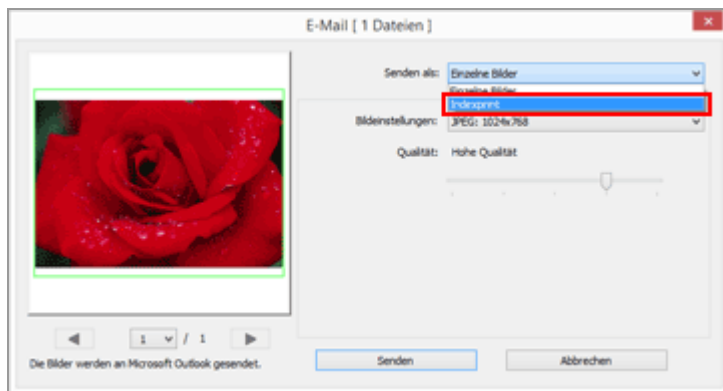 E-Mail [ 1 Dateien ]
Senden als: Einzelne Bilder
Einzelne Bilder
Indexprint
Bildeinstellungen: JPEG: 1024x768
Qualität: Hohe Qualität
1 / 1
Die Bilder werden an Microsoft Outlook gesendet.
Senden
Abbrechen